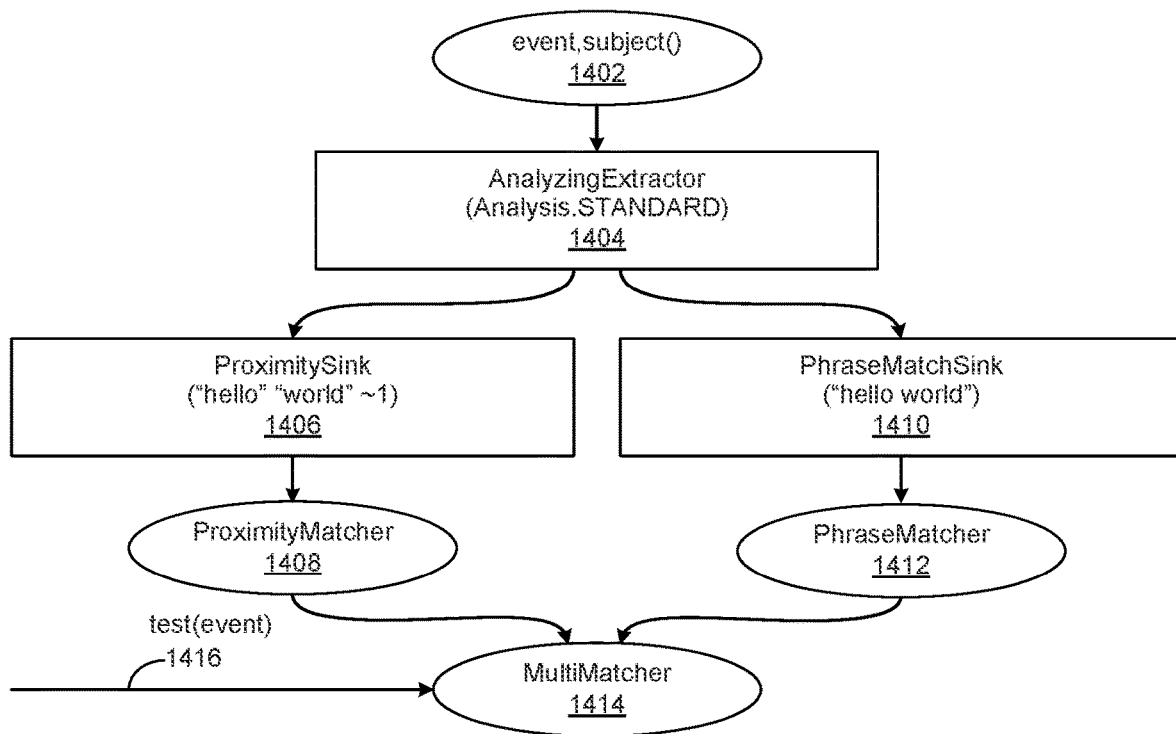 event,subject()
1402
AnalyzingExtractor
(Analysis.STANDARD)
1404
ProximitySink
(“hello” “world” ~1)
1406
PhraseMatchSink
(“hello world”)
1410
ProximityMatcher
1408
PhraseMatcher
1412
test(event)
1416
MultiMatcher
1414